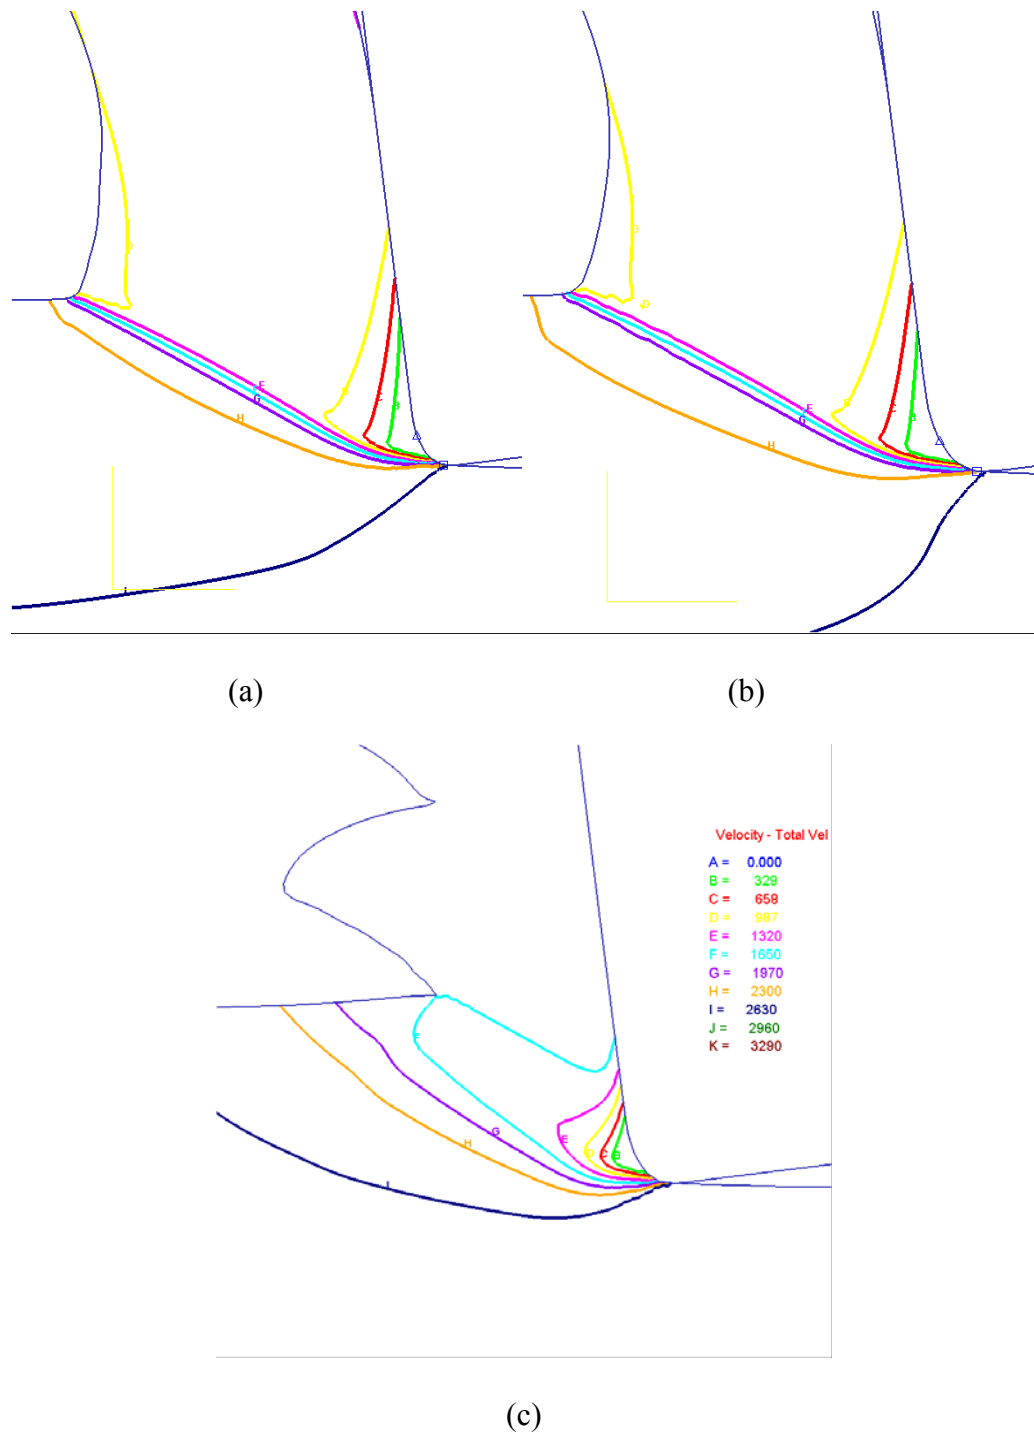 D
D
E
G
H
D
C
B
I
D
D
E
G
H
D
C
B
(a)
(b)
Velocity - Total Vel
A = 0.000
B = 329
C = 658
D = 987
E = 1320
F = 1650
G = 1970
H = 2300
I = 2630
J = 2960
K = 3290
F
E
G
D
C
B
H
I
(c)